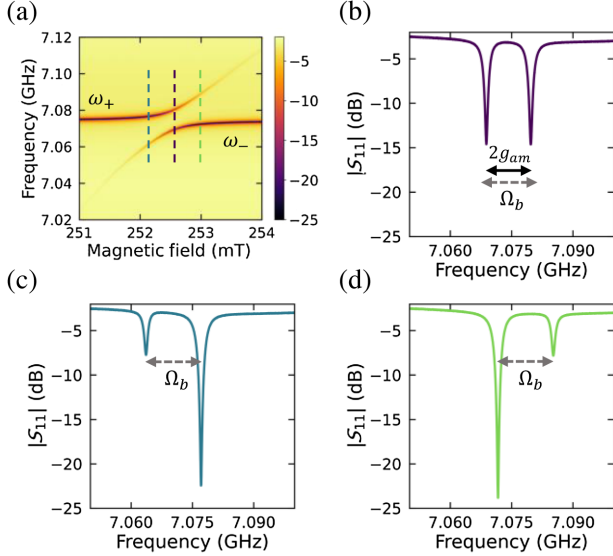 (a)
7.12
7.10
7.08
7.06
7.04
7.02
Frequency (GHz)
ω₊
ω₋
251
252
253
254
Magnetic field (mT)
−5
−10
−15
−20
−25
(b)
−5
−10
−15
−20
−25
|S₁₁| (dB)
2gₐₘ
Ω_b
7.060
7.075
7.090
Frequency (GHz)
(c)
−5
−10
−15
−20
−25
|S₁₁| (dB)
Ω_b
7.060
7.075
7.090
Frequency (GHz)
(d)
−5
−10
−15
−20
−25
|S₁₁| (dB)
Ω_b
7.060
7.075
7.090
Frequency (GHz)